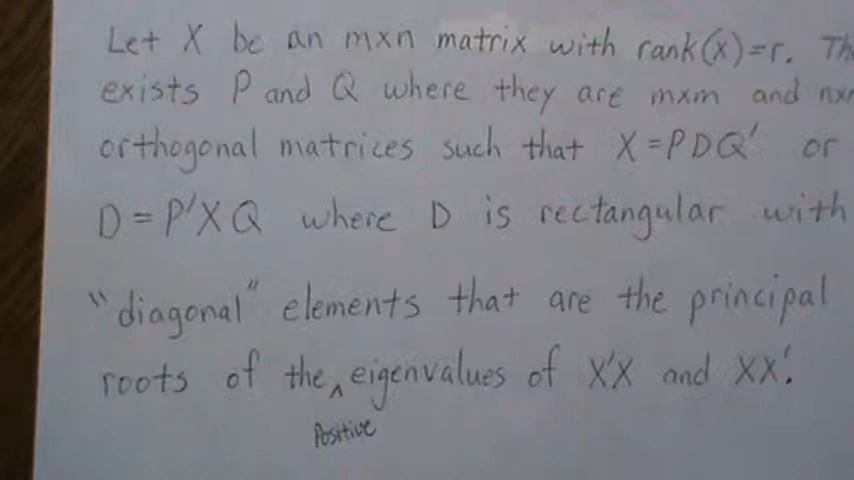 Let X be an mxn matrix with rank(x)=r. Th
exists P and Q where they are mxm and nxn
orthogonal matrices such that X=PDQ' or
D=P'XQ where D is rectangular with
"diagonal" elements that are the principal
roots of the ^ eigenvalues of X'X and XX'.
Positive